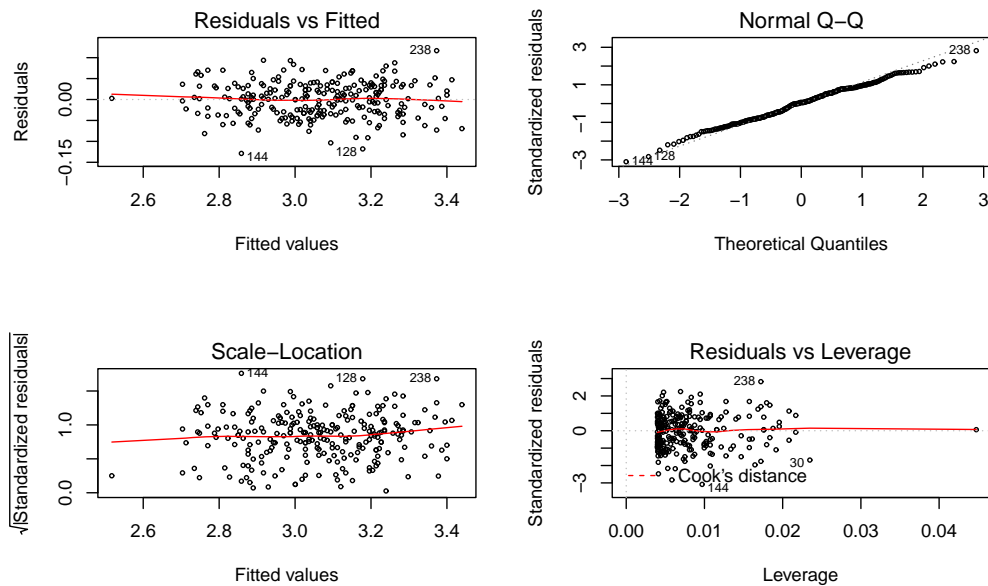 Residuals vs Fitted
Residuals
0.00
−0.15
238
144
128
2.6 2.8 3.0 3.2 3.4
Fitted values
Normal Q−Q
Standardized residuals
3
1
−1
−3
238
144
128
−3 −2 −1 0 1 2 3
Theoretical Quantiles
Scale−Location
√|Standardized residuals|
1.0
0.0
144
128
238
2.6 2.8 3.0 3.2 3.4
Fitted values
Residuals vs Leverage
Standardized residuals
2
0
−3
238
30
Cook's distance
144
0.00 0.01 0.02 0.03 0.04
Leverage